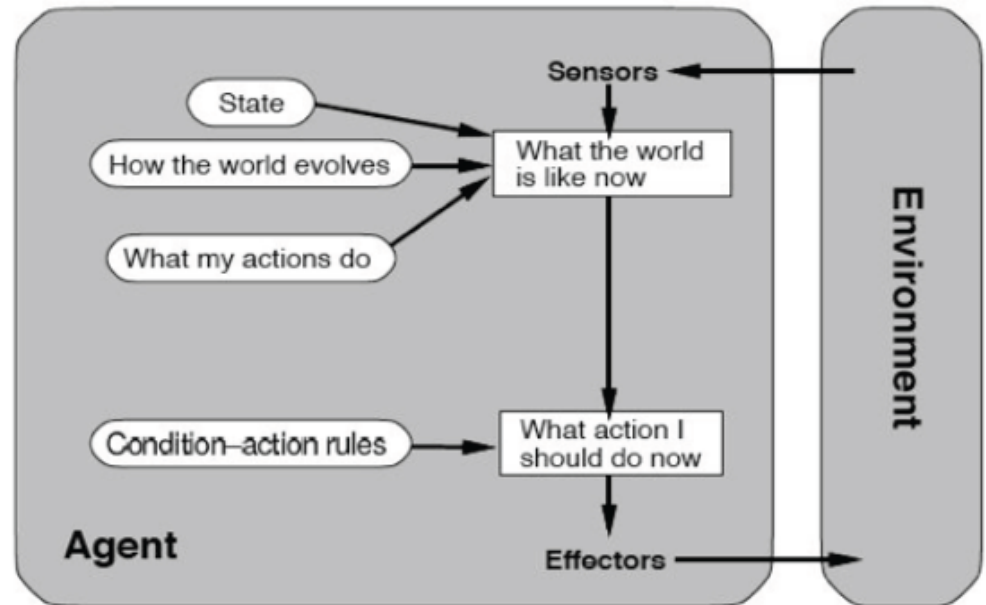 Sensors
State
What the world
is like now
How the world evolves
What my actions do
Environment
Condition–action rules
What action I
should do now
Agent
Effectors